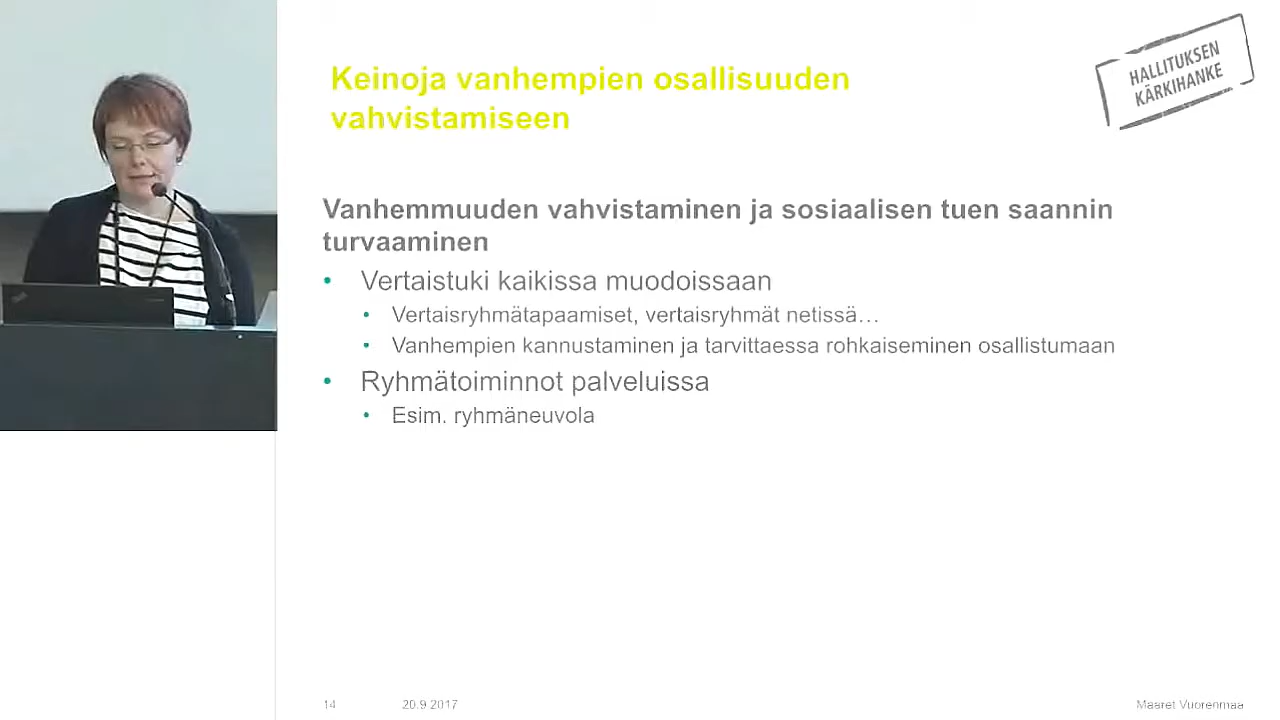 Keinoja vanhempien osallisuuden
vahvistamiseen
HALLITUKSEN
KÄRKIHANKE
Vanhemmuuden vahvistaminen ja sosiaalisen tuen saannin
turvaaminen
• Vertaistuki kaikissa muodoissaan
• Vertaisryhmätapaamiset, vertaisryhmät netissä…
• Vanhempien kannustaminen ja tarvittaessa rohkaiseminen osallistumaan
• Ryhmätoiminnot palveluissa
• Esim. ryhmäneuvola
14 20.9.2017 Maaret Vuorenmaa